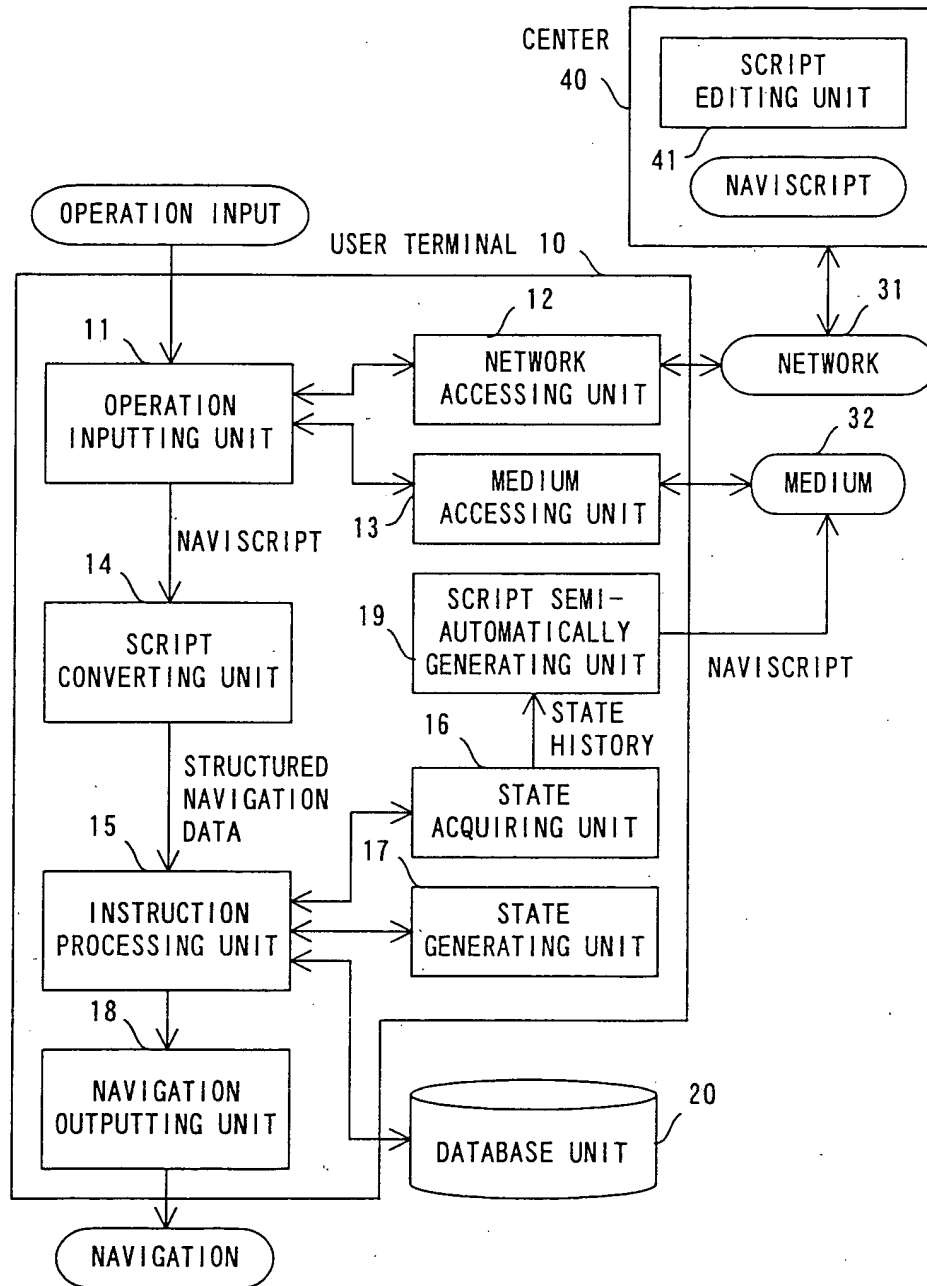 CENTER
40
SCRIPT
EDITING UNIT
41
NAVISCRIPT
OPERATION INPUT
USER TERMINAL 10
11
12
31
OPERATION
INPUTTING UNIT
NETWORK
ACCESSING UNIT
NETWORK
32
13
MEDIUM
ACCESSING UNIT
MEDIUM
NAVISCRIPT
14
SCRIPT
CONVERTING UNIT
19
SCRIPT SEMI-
AUTOMATICALLY
GENERATING UNIT
NAVISCRIPT
STATE
HISTORY
16
STRUCTURED
NAVIGATION
DATA
STATE
ACQUIRING UNIT
15
17
INSTRUCTION
PROCESSING UNIT
STATE
GENERATING UNIT
18
NAVIGATION
OUTPUTTING UNIT
20
DATABASE UNIT
NAVIGATION